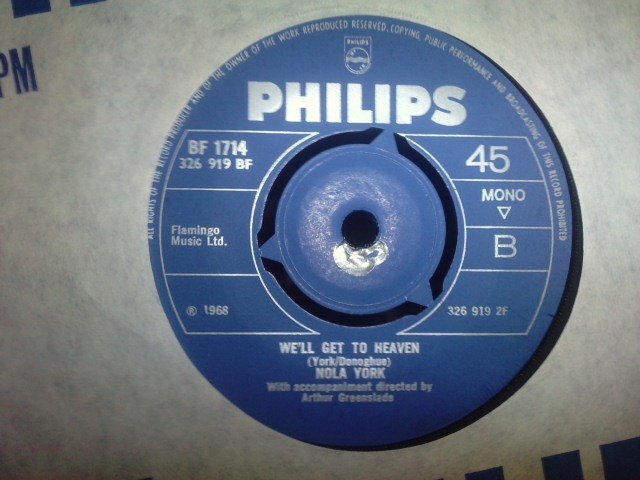 PM
ALL RIGHTS OF THE RECORD PRODUCER AND OF THE OWNER OF THE WORK REPRODUCED RESERVED. COPYING, PUBLIC PERFORMANCE AND BROADCASTING OF THIS RECORD PROHIBITED
PHILIPS
PHILIPS
BF 1714
326 919 BF
45
MONO
B
Flamingo
Music Ltd.
℗ 1968
326 919 2F
WE'LL GET TO HEAVEN
(York/Donoghue)
NOLA YORK
With accompaniment directed by
Arthur Greenslade